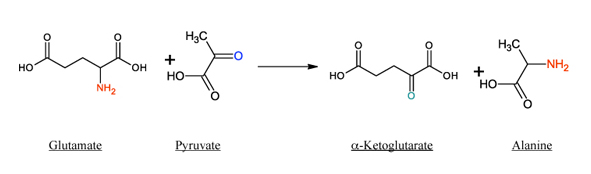 O O H₃C O O H₃C
HO OH + O HO OH + NH₂
NH₂ HO O O HO O
Glutamate Pyruvate α-Ketoglutarate Alanine